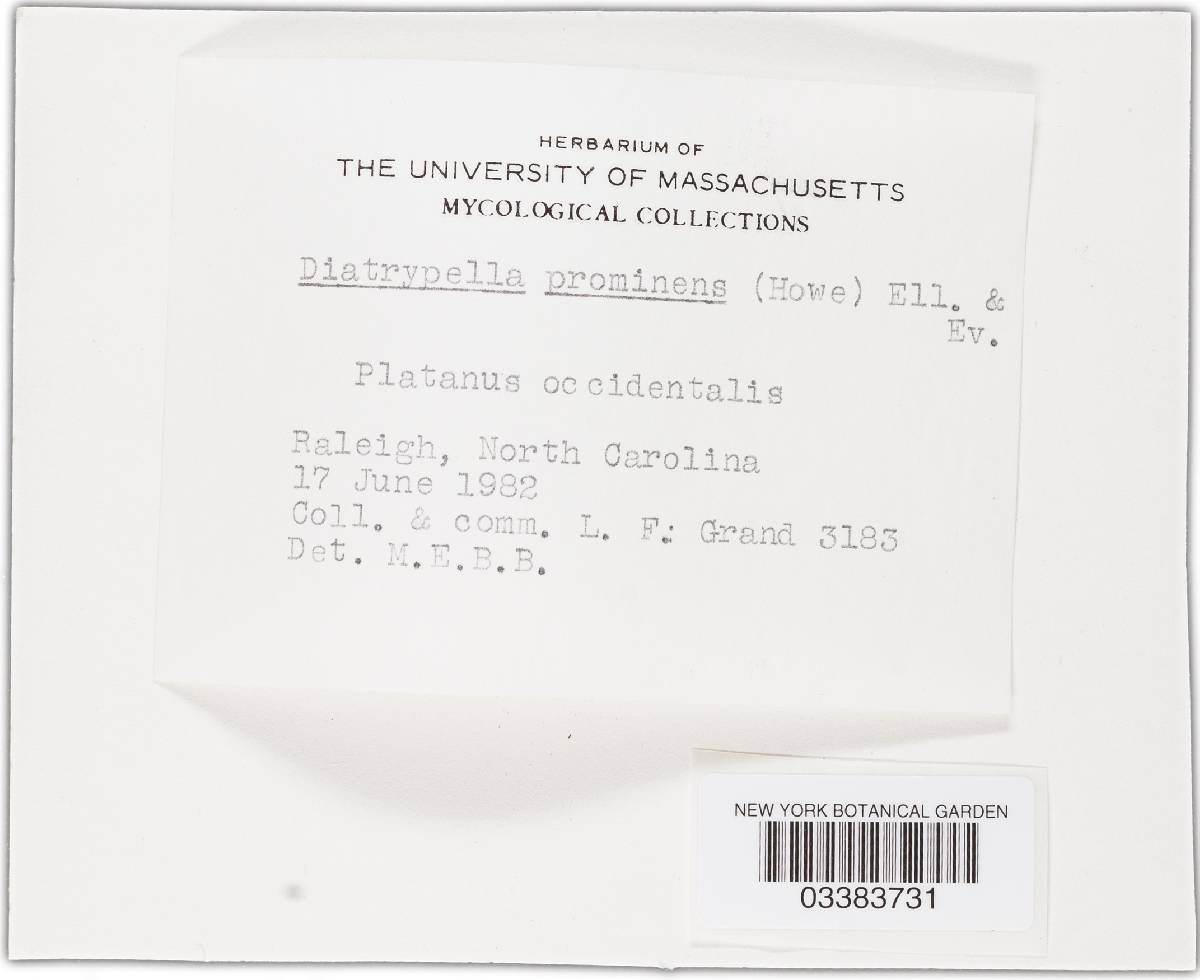 HERBARIUM OF
THE UNIVERSITY OF MASSACHUSETTS
MYCOLOGICAL COLLECTIONS
Diatrypella prominens (Howe) Ell. &
Ev.
Platanus occidentalis
Raleigh, North Carolina
17 June 1982
Coll. & comm. L. F. Grand 3183
Det. M.E.B.B.
NEW YORK BOTANICAL GARDEN
03383731